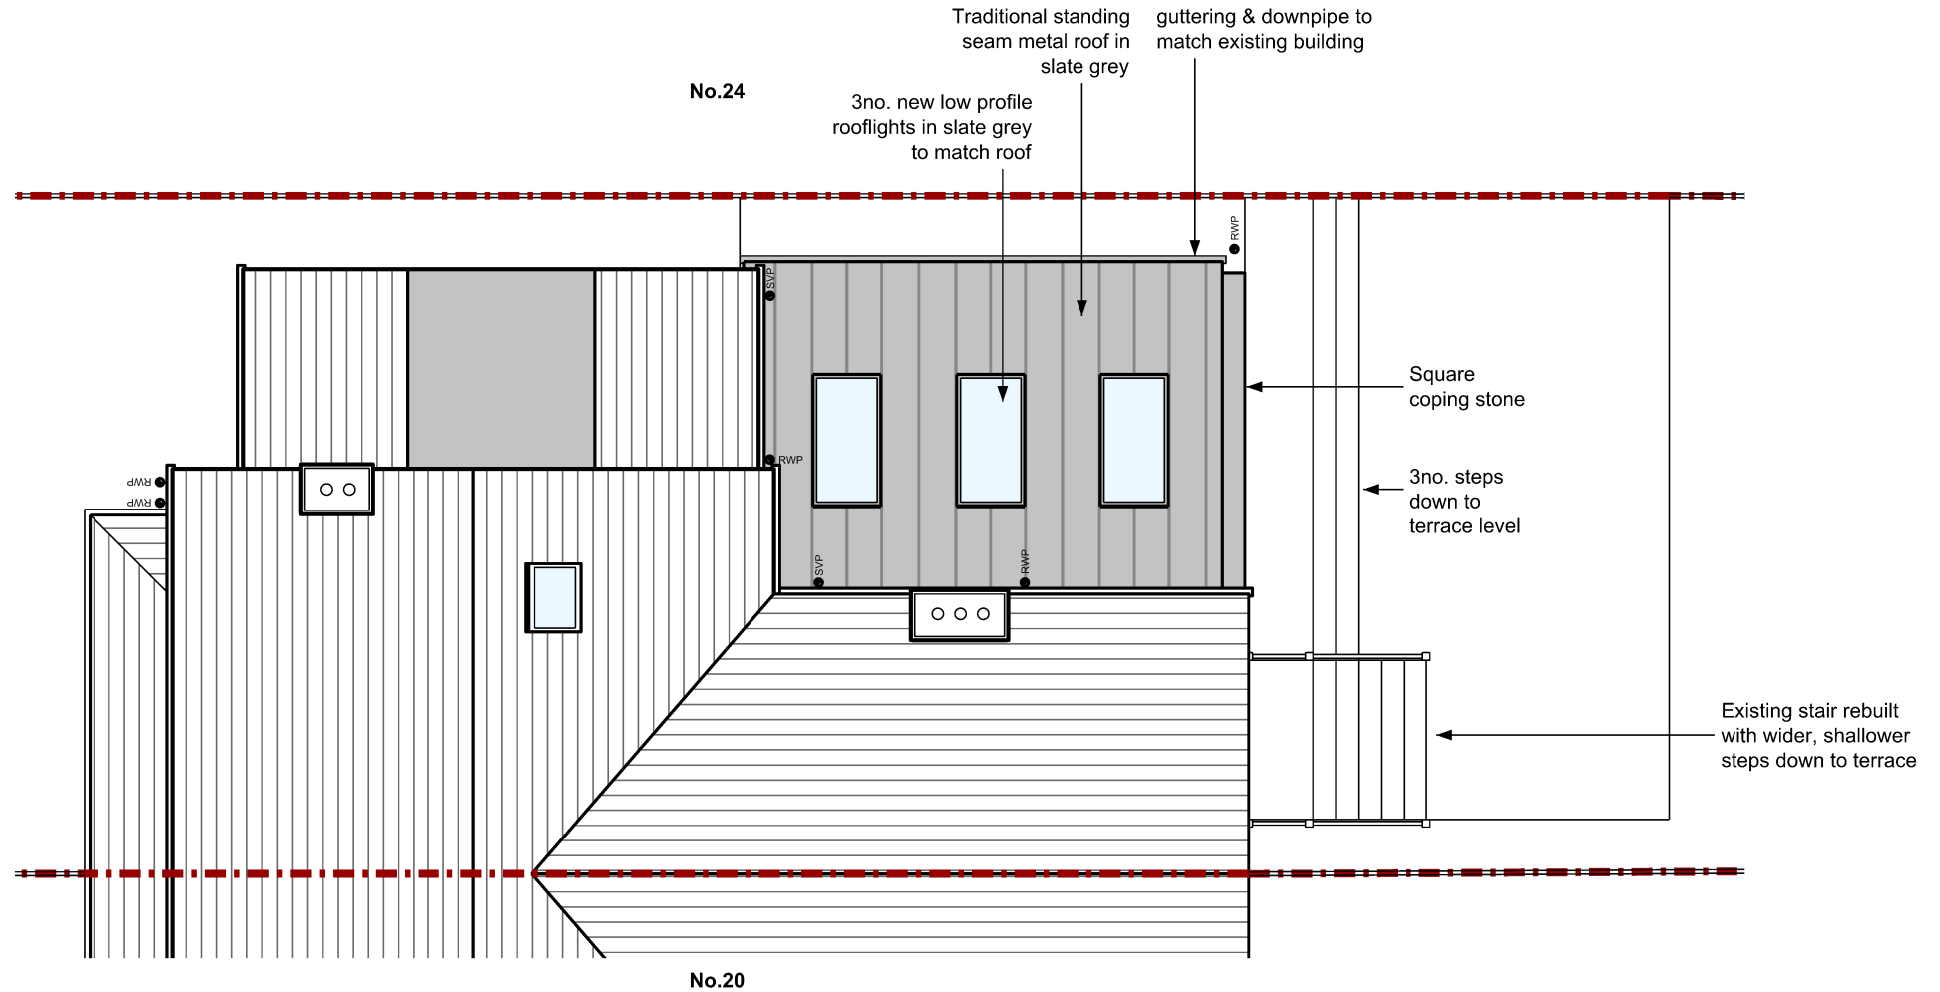 Traditional standing
seam metal roof in
slate grey
guttering & downpipe to
match existing building
No.24
3no. new low profile
rooflights in slate grey
to match roof
RWP
SVP
Square
coping stone
RWP
RWP
RWP
3no. steps
down to
terrace level
SVP
RWP
Existing stair rebuilt
with wider, shallower
steps down to terrace
No.20